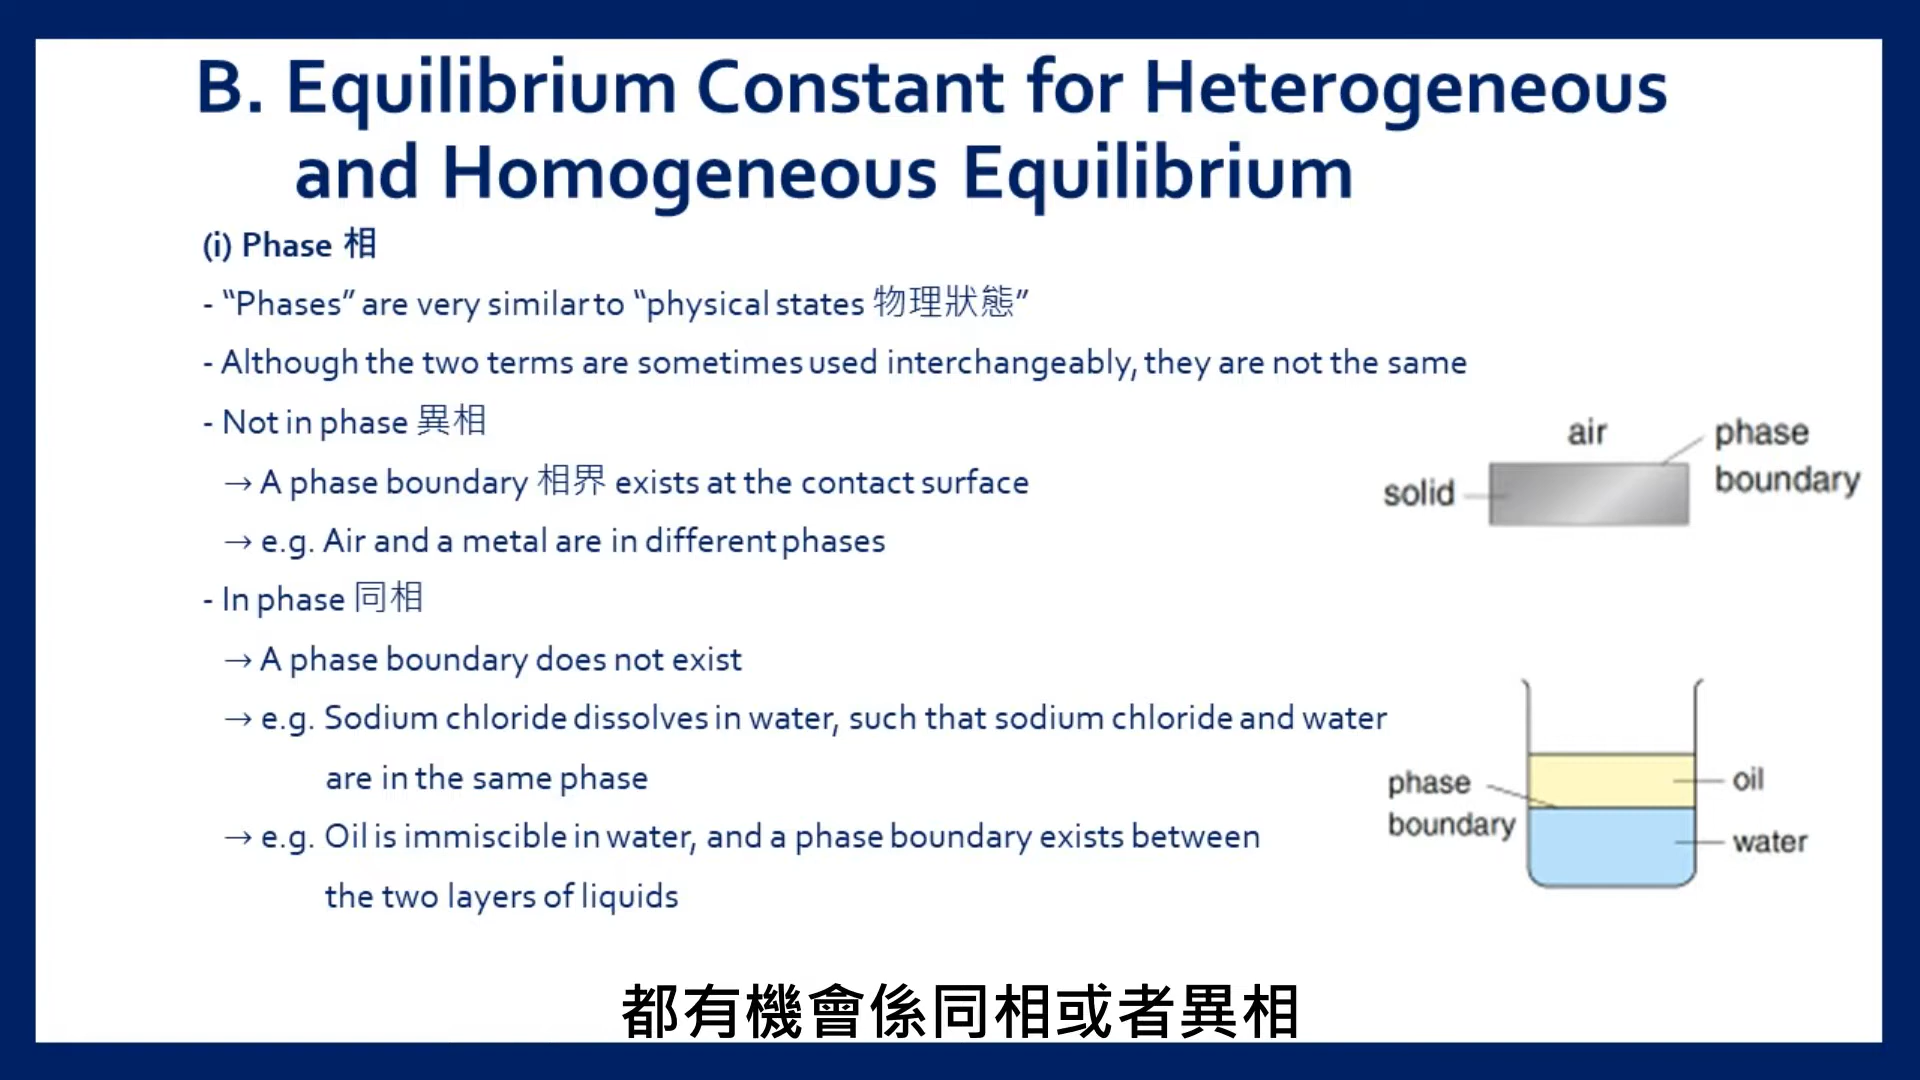 B. Equilibrium Constant for Heterogeneous
and Homogeneous Equilibrium
(i) Phase 相
- “Phases” are very similar to “physical states 物理狀態”
- Although the two terms are sometimes used interchangeably, they are not the same
- Not in phase 異相
→ A phase boundary 相界 exists at the contact surface
→ e.g. Air and a metal are in different phases
- In phase 同相
→ A phase boundary does not exist
→ e.g. Sodium chloride dissolves in water, such that sodium chloride and water
are in the same phase
→ e.g. Oil is immiscible in water, and a phase boundary exists between
the two layers of liquids
air
phase
boundary
solid
phase
boundary
oil
water
都有機會係同相或者異相